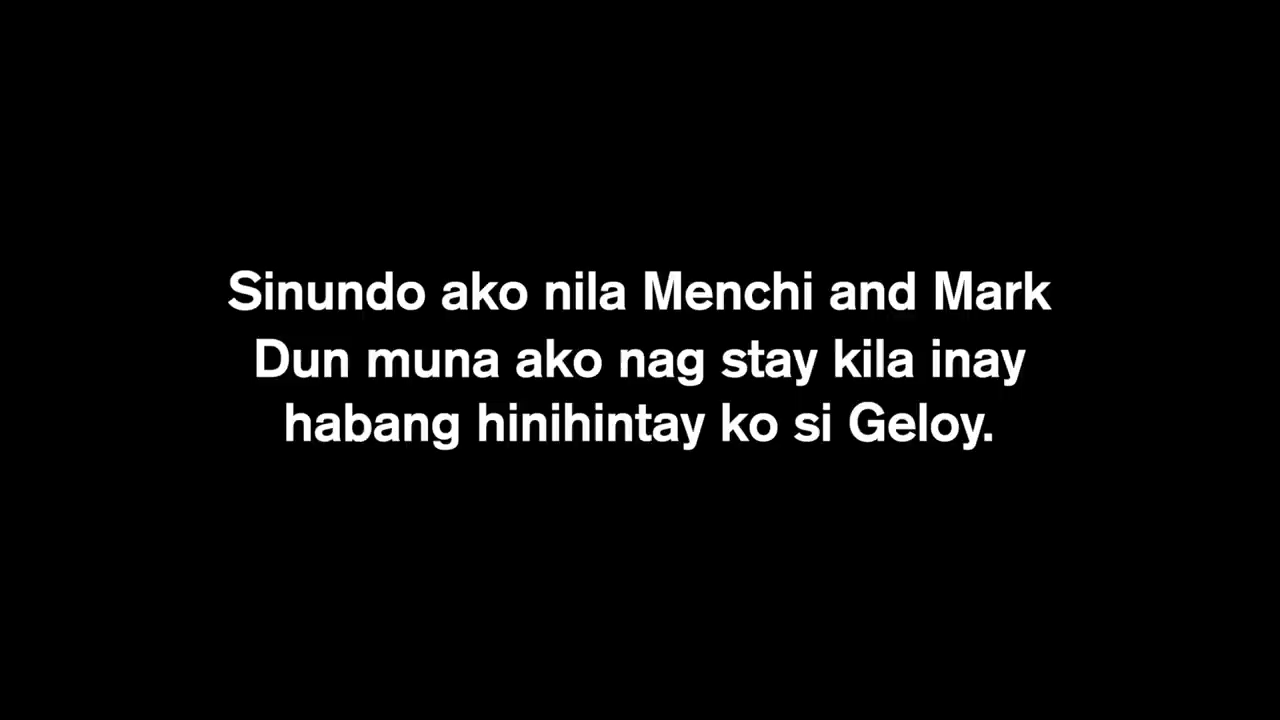 Sinundo ako nila Menchi and Mark
Dun muna ako nag stay kila inay
habang hinihintay ko si Geloy.